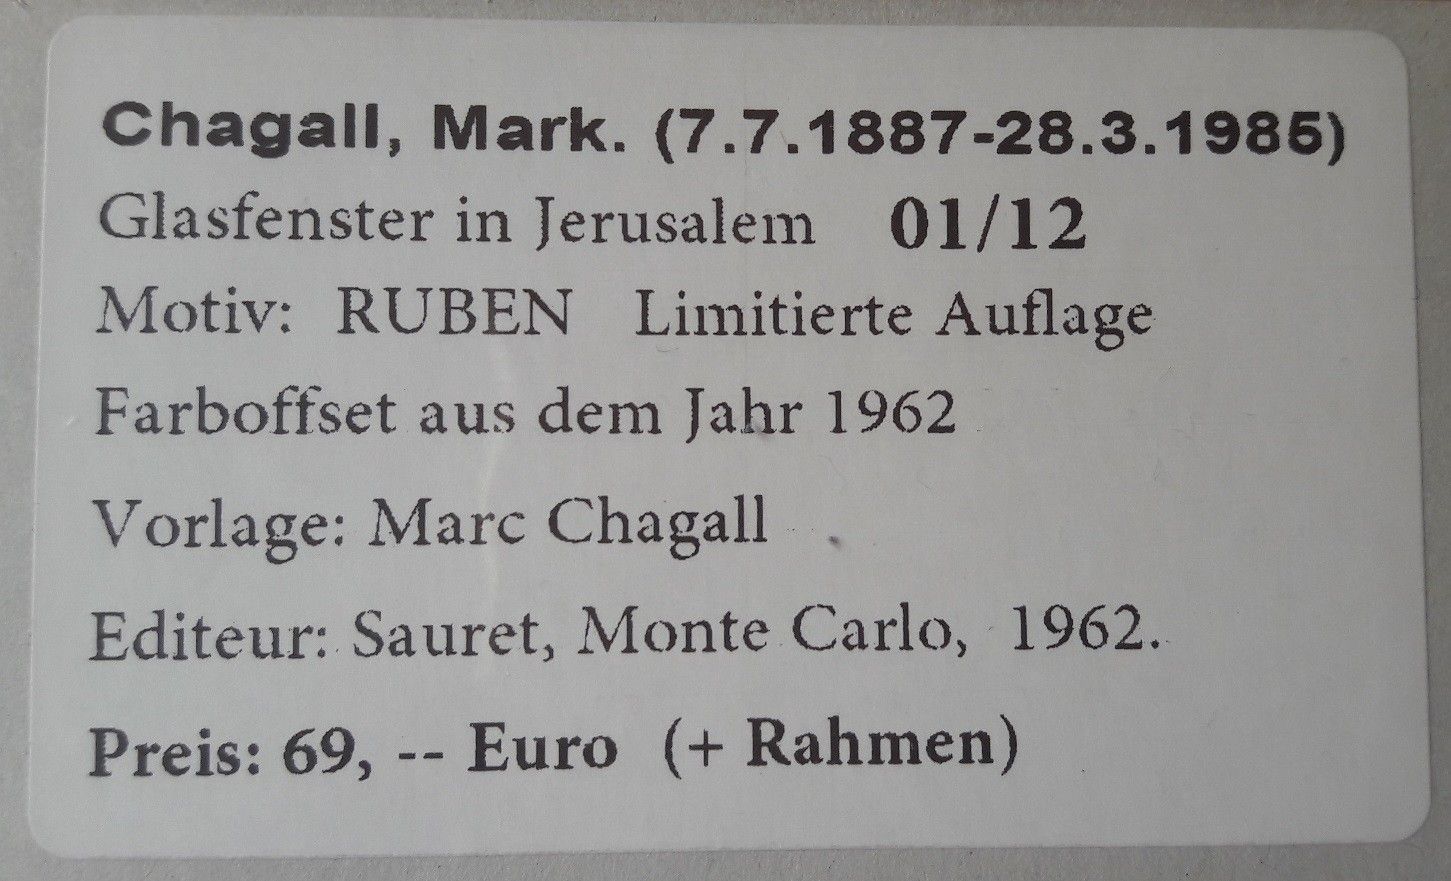 Chagall, Mark. (7.7.1887-28.3.1985)
Glasfenster in Jerusalem 01/12
Motiv: RUBEN Limitierte Auflage
Farboffset aus dem Jahr 1962
Vorlage: Marc Chagall
Editeur: Sauret, Monte Carlo, 1962.
Preis: 69, -- Euro (+ Rahmen)